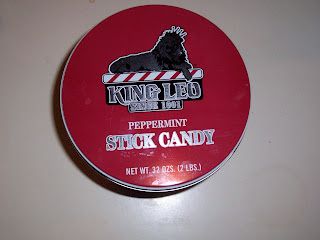 KING LEO
SINCE 1901
PEPPERMINT
STICK CANDY
NET WT. 32 OZS. (2 LBS.)